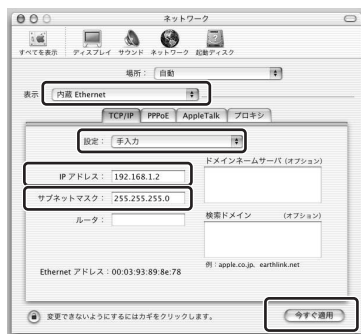 ネットワーク
すべてを表示 ディスプレイ サウンド ネットワーク 起動ディスク
場所： 自動
表示： 内蔵 Ethernet
TCP/IP PPPoE AppleTalk プロキシ
設定： 手入力
ドメインネームサーバ (オプション)
IP アドレス： 192.168.1.2
サブネットマスク： 255.255.255.0
ルータ：
検索ドメイン (オプション)
Ethernet アドレス：00:03:93:89:8e:78
例：apple.co.jp, earthlink.net
変更できないようにするにはカギをクリックします。
今すぐ適用